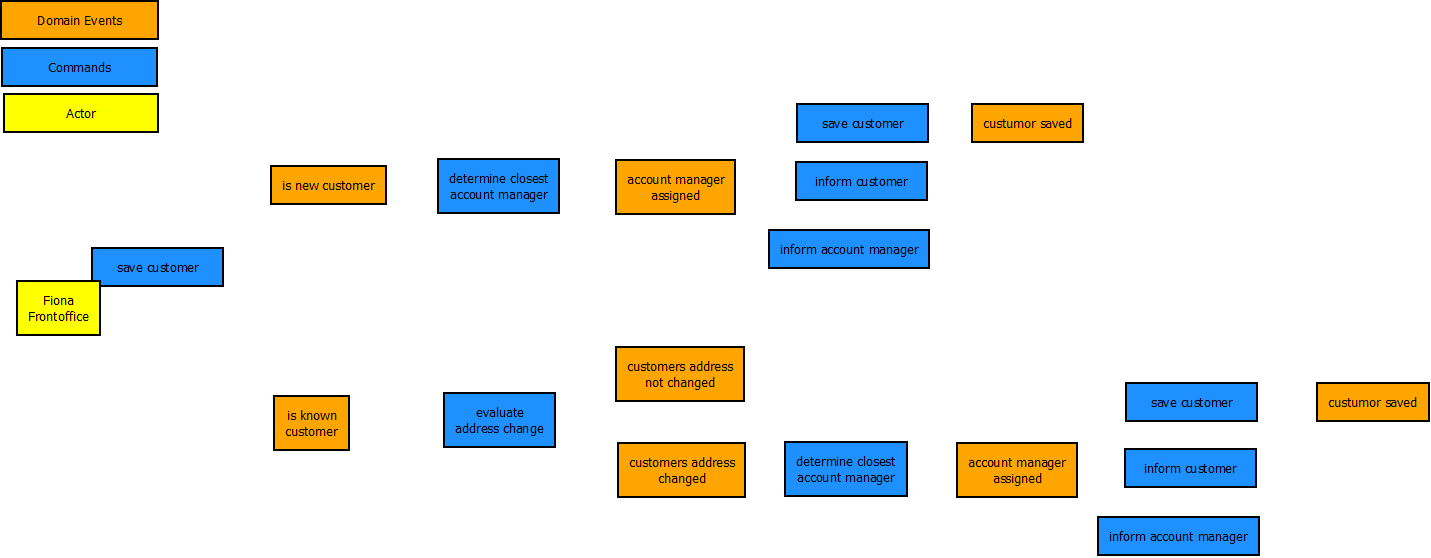 Domain Events
Commands
Actor
save customer
custumor saved
is new customer
determine closest
account manager
account manager
assigned
inform customer
inform account manager
save customer
Fiona
Frontoffice
customers address
not changed
is known
customer
evaluate
address change
save customer
custumor saved
customers address
changed
determine closest
account manager
account manager
assigned
inform customer
inform account manager